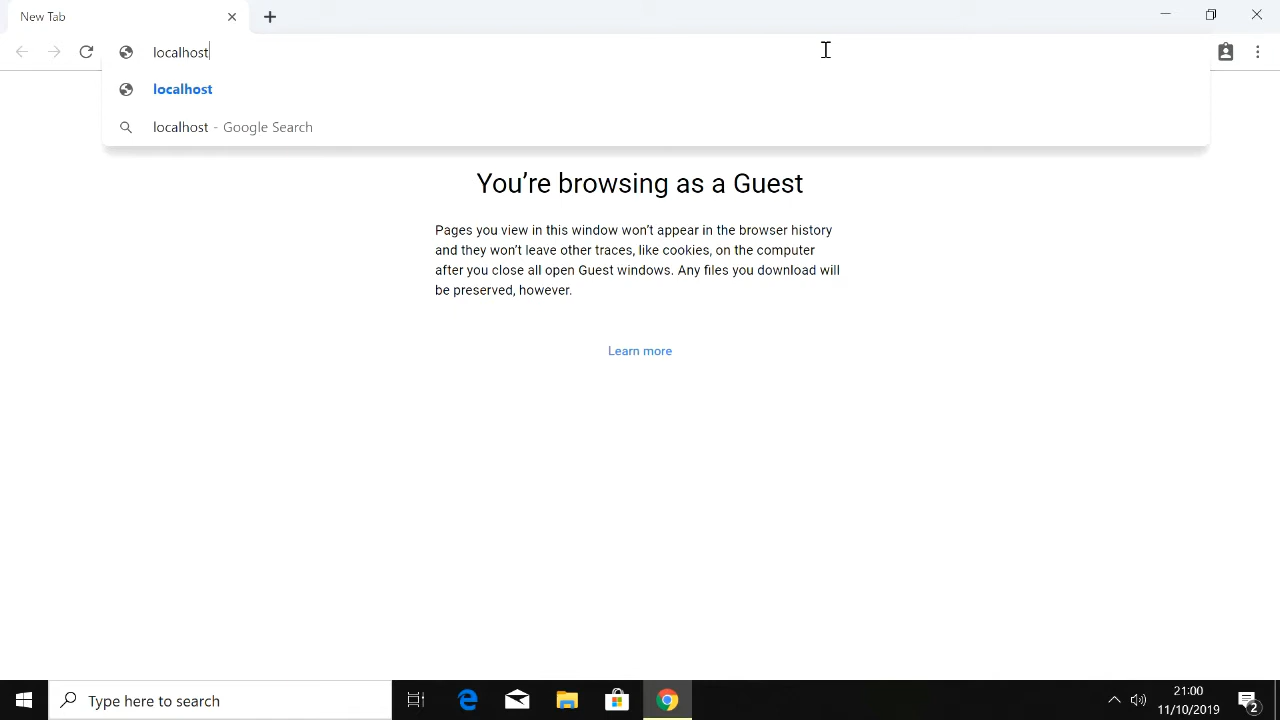 New Tab
localhost
localhost
localhost - Google Search
You're browsing as a Guest
Pages you view in this window won't appear in the browser history
and they won't leave other traces, like cookies, on the computer
after you close all open Guest windows. Any files you download will
be preserved, however.
Learn more
Type here to search
21:00
11/10/2019
2